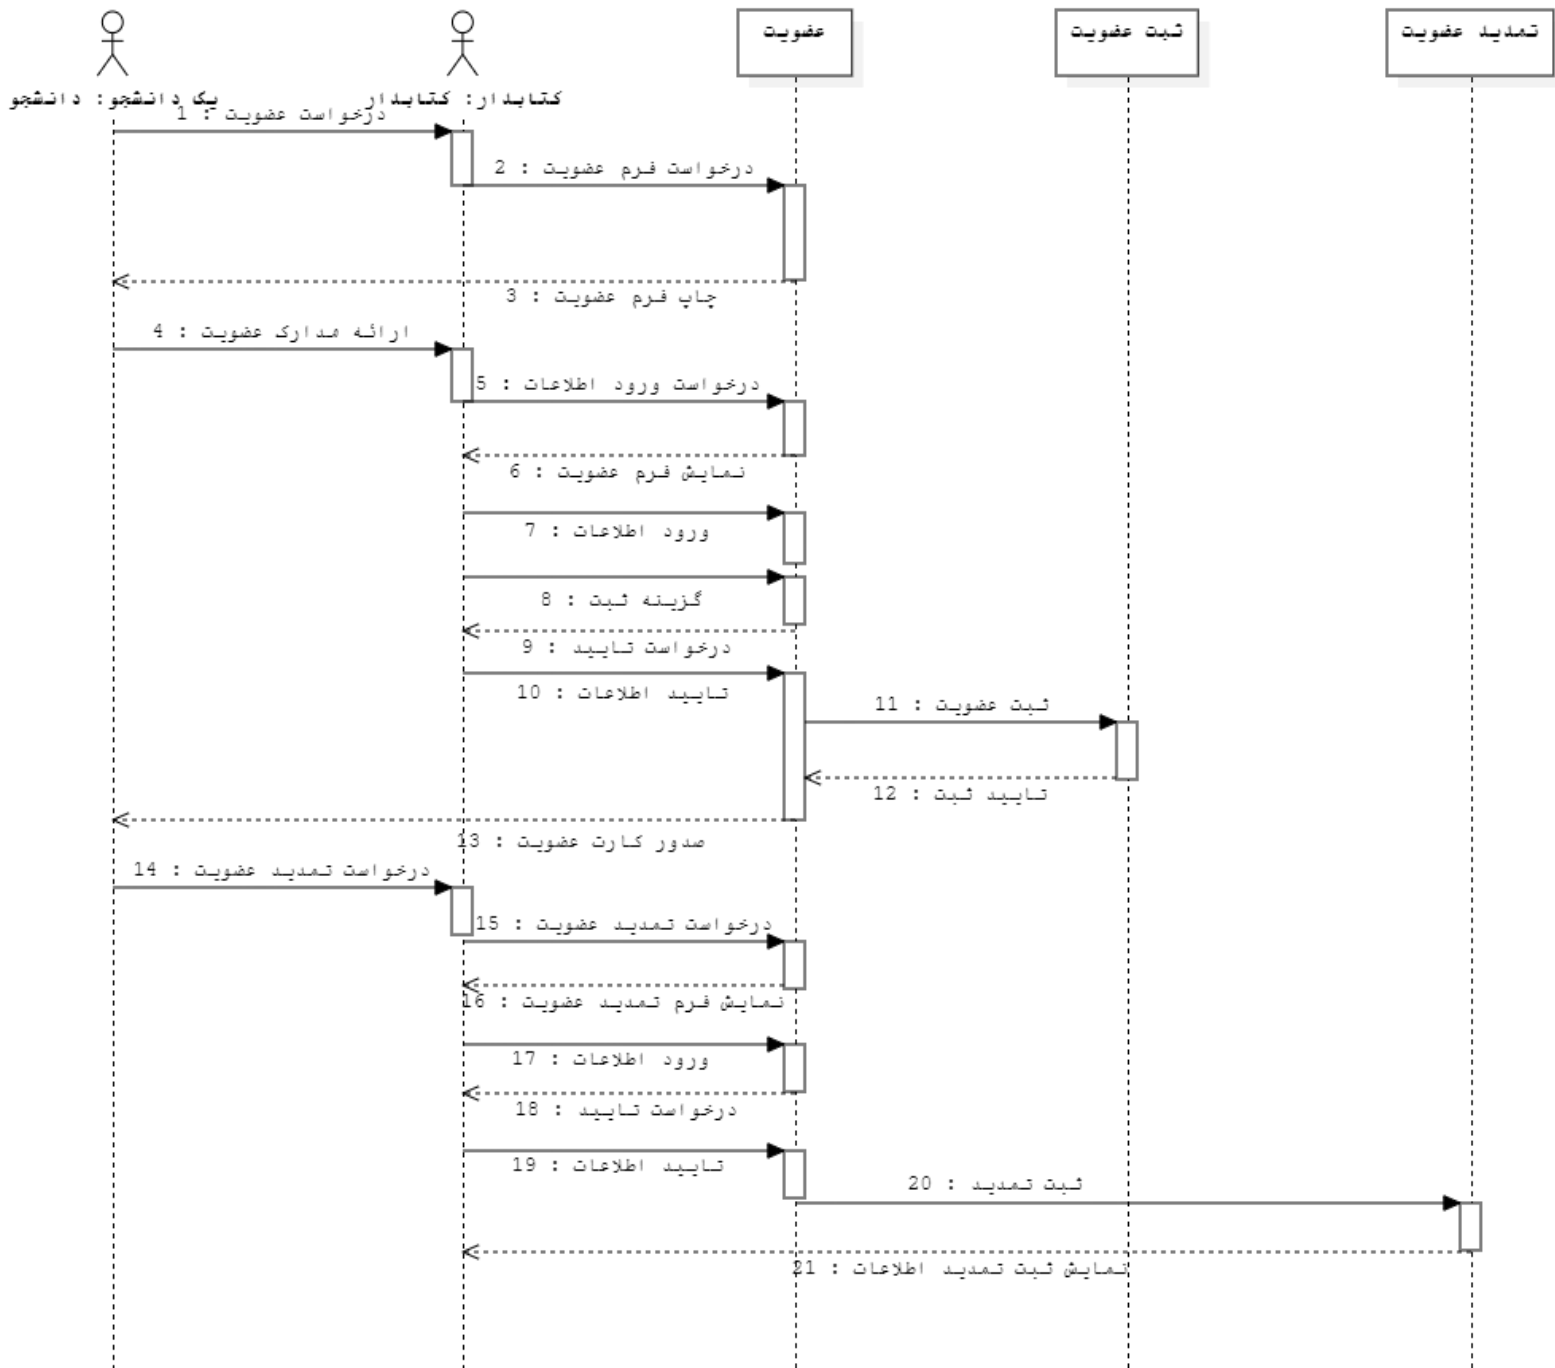 یک دانشجو: دانشجو
کتابدار: کتابدار
عضویت
ثبت عضویت
تمدید عضویت
1 : درخواست عضویت
2 : درخواست فرم عضویت
3 : چاپ فرم عضویت
4 : ارائه مدارک عضویت
5 : درخواست ورود اطلاعات
6 : نمایش فرم عضویت
7 : ورود اطلاعات
8 : گزینه ثبت
9 : درخواست تایید
10 : تایید اطلاعات
11 : ثبت عضویت
12 : تایید ثبت
13 : صدور کارت عضویت
14 : درخواست تمدید عضویت
15 : درخواست تمدید عضویت
16 : نمایش فرم تمدید عضویت
17 : ورود اطلاعات
18 : درخواست تایید
19 : تایید اطلاعات
20 : ثبت تمدید
21 : نمایش ثبت تمدید اطلاعات